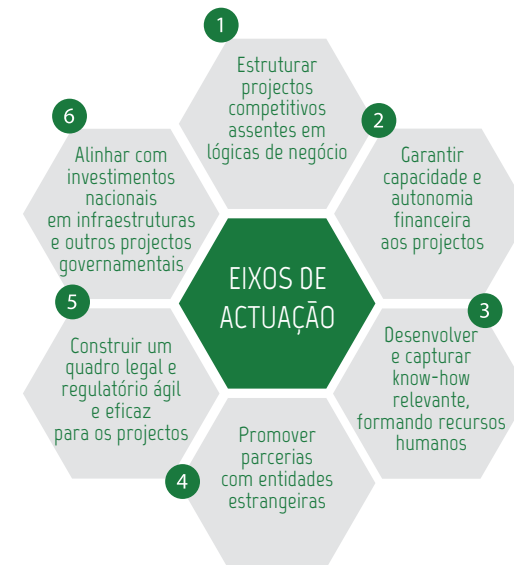 EIXOS DE
ACTUAÇÃO
1
Estruturar
projectos
competitivos
assentes em
lógicas de negócio
2
Garantir
capacidade e
autonomia
financeira
aos projectos
3
Desenvolver
e capturar
know-how
relevante,
formando recursos
humanos
4
Promover
parcerias
com entidades
estrangeiras
5
Construir um
quadro legal e
regulatório ágil
e eficaz
para os projectos
6
Alinhar com
investimentos
nacionais
em infraestruturas
e outros projectos
governamentais